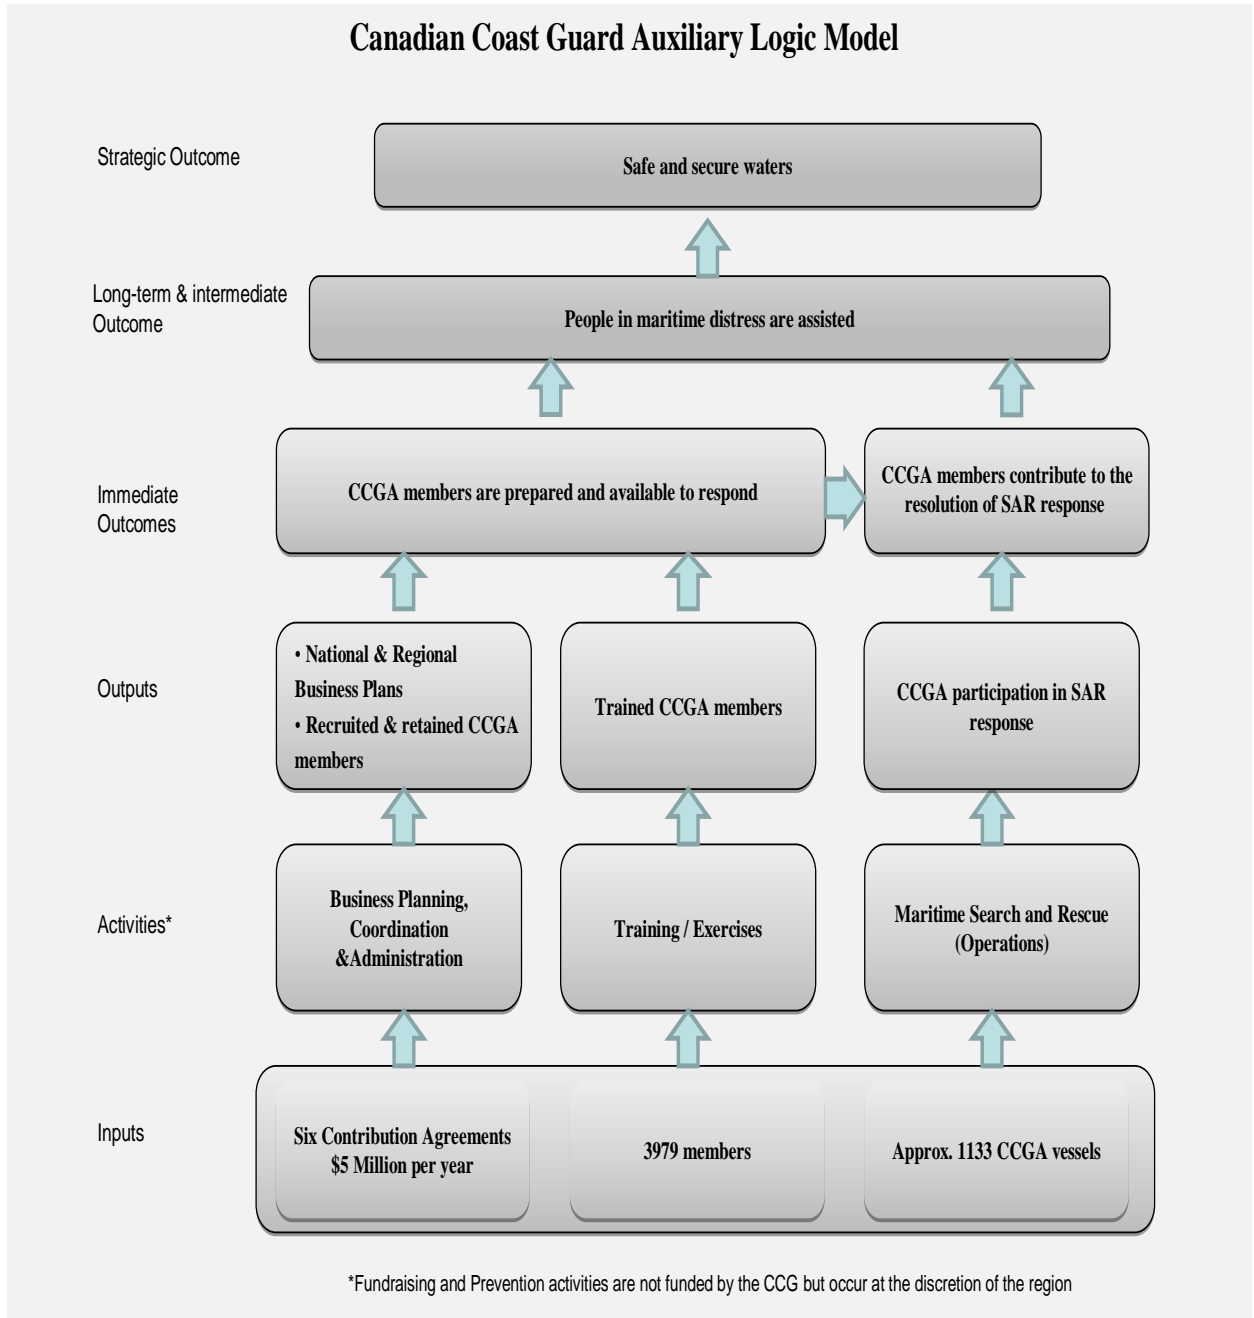 Canadian Coast Guard Auxiliary Logic Model
Strategic Outcome
Safe and secure waters
Long-term & intermediate
Outcome
People in maritime distress are assisted
Immediate
Outcomes
CCGA members are prepared and available to respond
CCGA members contribute to the
resolution of SAR response
Outputs
• National & Regional
Business Plans
• Recruited & retained CCGA
members
Trained CCGA members
CCGA participation in SAR
response
Activities*
Business Planning,
Coordination
&Administration
Training / Exercises
Maritime Search and Rescue
(Operations)
Inputs
Six Contribution Agreements
$5 Million per year
3979 members
Approx. 1133 CCGA vessels
*Fundraising and Prevention activities are not funded by the CCG but occur at the discretion of the region